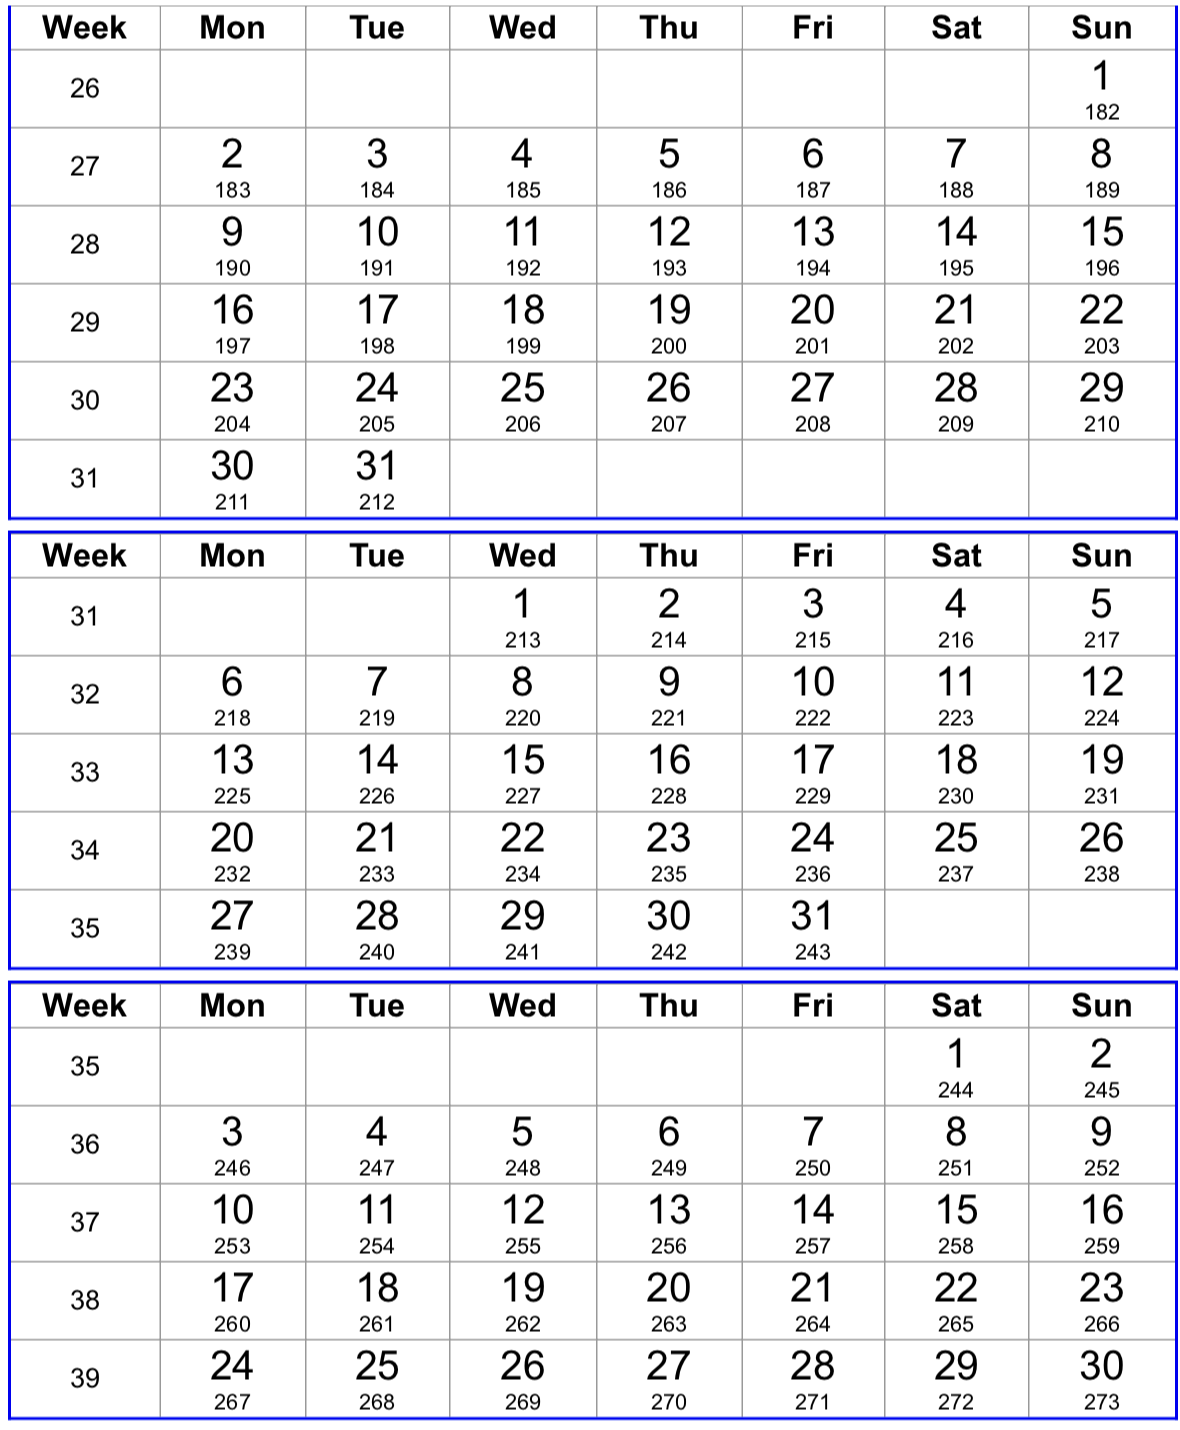 Week Mon Tue Wed Thu Fri Sat Sun
26 1
182
27 2 3 4 5 6 7 8
183 184 185 186 187 188 189
28 9 10 11 12 13 14 15
190 191 192 193 194 195 196
29 16 17 18 19 20 21 22
197 198 199 200 201 202 203
30 23 24 25 26 27 28 29
204 205 206 207 208 209 210
31 30 31
211 212
Week Mon Tue Wed Thu Fri Sat Sun
31 1 2 3 4 5
213 214 215 216 217
32 6 7 8 9 10 11 12
218 219 220 221 222 223 224
33 13 14 15 16 17 18 19
225 226 227 228 229 230 231
34 20 21 22 23 24 25 26
232 233 234 235 236 237 238
35 27 28 29 30 31
239 240 241 242 243
Week Mon Tue Wed Thu Fri Sat Sun
35 1 2
244 245
36 3 4 5 6 7 8 9
246 247 248 249 250 251 252
37 10 11 12 13 14 15 16
253 254 255 256 257 258 259
38 17 18 19 20 21 22 23
260 261 262 263 264 265 266
39 24 25 26 27 28 29 30
267 268 269 270 271 272 273